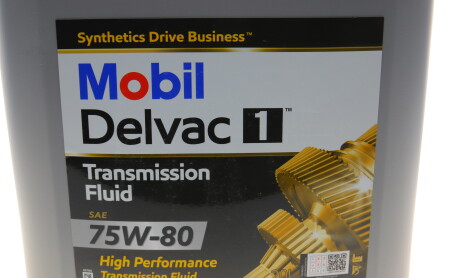 Synthetics Drive Business™
Mobil
Delvac 1™
Transmission
Fluid
SAE
75W-80
High Performance
Transmission Fluid